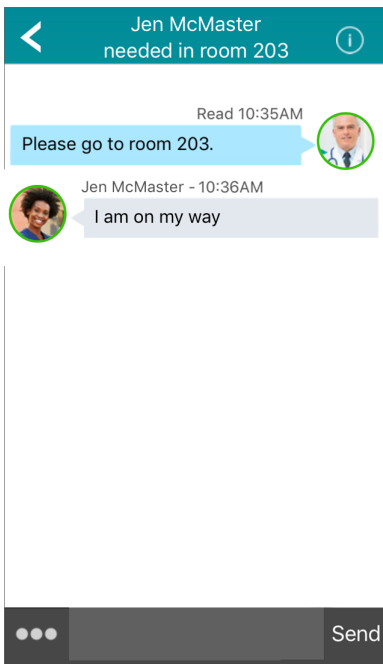 Jen McMaster
needed in room 203
Read 10:35AM
Please go to room 203.
Jen McMaster - 10:36AM
I am on my way
Send